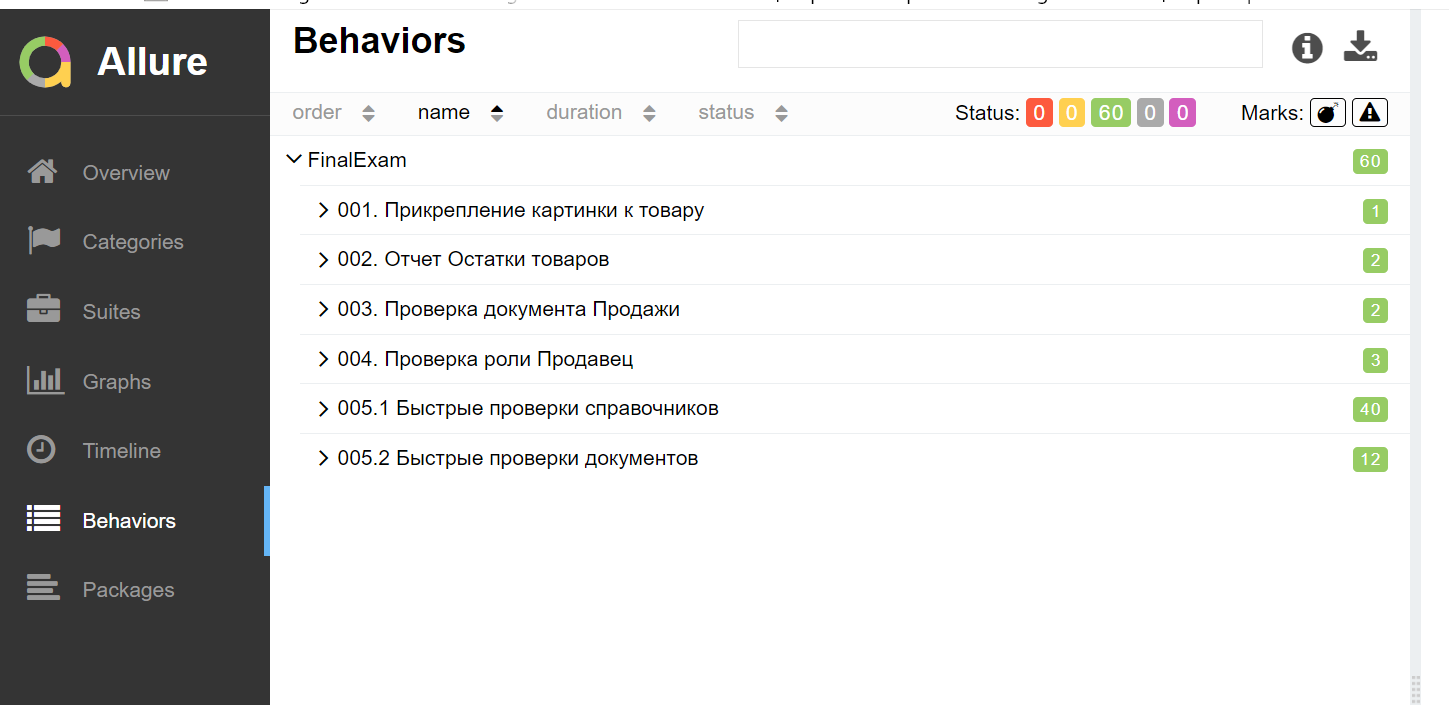 Allure
Overview
Categories
Suites
Graphs
Timeline
Behaviors
Packages
Behaviors
order name duration status Status: 0 0 60 0 0 Marks:
FinalExam 60
001. Прикрепление картинки к товару 1
002. Отчет Остатки товаров 2
003. Проверка документа Продажи 2
004. Проверка роли Продавец 3
005.1 Быстрые проверки справочников 40
005.2 Быстрые проверки документов 12